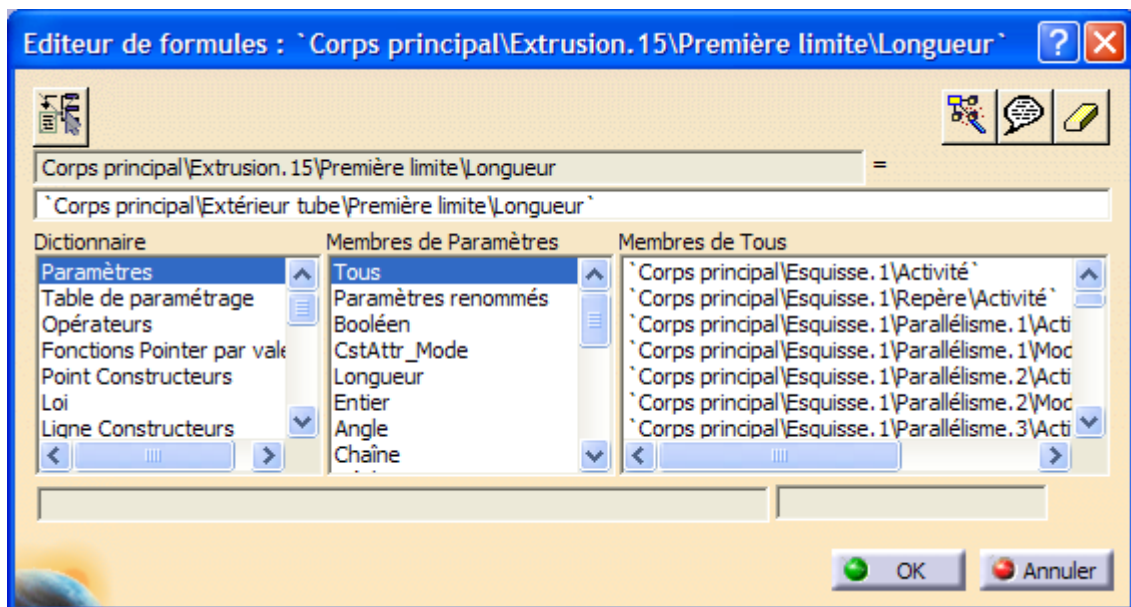 Editeur de formules : `Corps principal\Extrusion.15\Première limite\Longueur`
Corps principal\Extrusion.15\Première limite\Longueur =
`Corps principal\Extérieur tube\Première limite\Longueur`
Dictionnaire
Paramètres
Table de paramétrage
Opérateurs
Fonctions Pointer par vale
Point Constructeurs
Loi
Ligne Constructeurs
Membres de Paramètres
Tous
Paramètres renommés
Booléen
CstAttr_Mode
Longueur
Entier
Angle
Chaîne
Membres de Tous
`Corps principal\Esquisse.1\Activité`
`Corps principal\Esquisse.1\Repère\Activité`
`Corps principal\Esquisse.1\Parallélisme.1\Acti
`Corps principal\Esquisse.1\Parallélisme.1\Mod
`Corps principal\Esquisse.1\Parallélisme.2\Acti
`Corps principal\Esquisse.1\Parallélisme.2\Mod
`Corps principal\Esquisse.1\Parallélisme.3\Acti
OK
Annuler